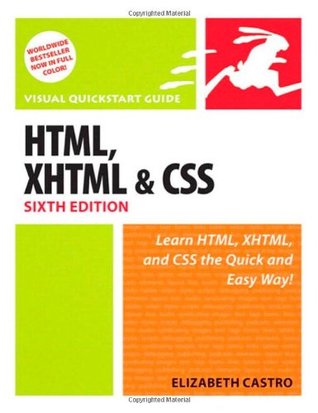 Copyrighted Material
WORLDWIDE
BESTSELLER
NOW IN FULL
COLOR!
VISUAL QUICKSTART GUIDE
HTML,
XHTML & CSS
SIXTH EDITION
Learn HTML, XHTML,
and CSS the Quick and
Easy Way!
ELIZABETH CASTRO
Copyrighted Material